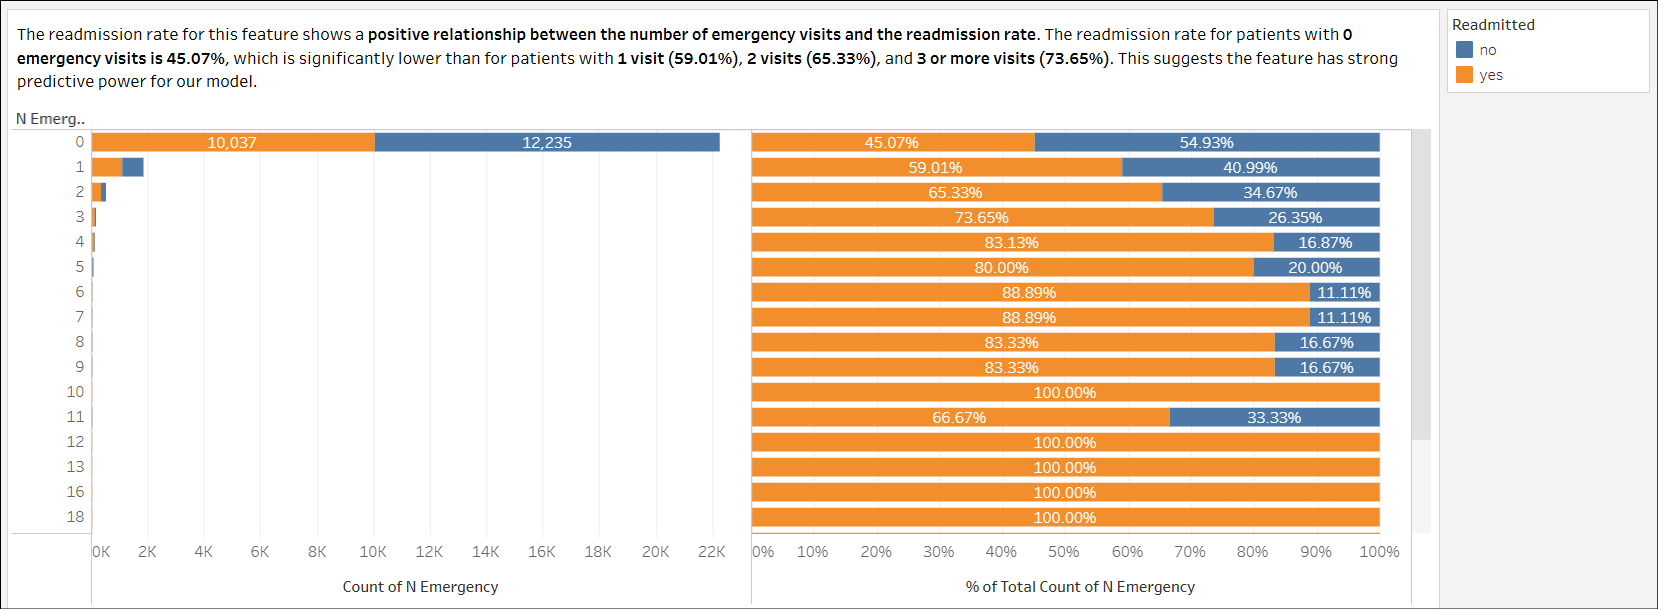 The readmission rate for this feature shows a positive relationship between the number of emergency visits and the readmission rate. The readmission rate for patients with 0
emergency visits is 45.07%, which is significantly lower than for patients with 1 visit (59.01%), 2 visits (65.33%), and 3 or more visits (73.65%). This suggests the feature has strong
predictive power for our model.
Readmitted
no
yes
N Emerg..
0 10,037 12,235 45.07% 54.93%
1 59.01% 40.99%
2 65.33% 34.67%
3 73.65% 26.35%
4 83.13% 16.87%
5 80.00% 20.00%
6 88.89% 11.11%
7 88.89% 11.11%
8 83.33% 16.67%
9 83.33% 16.67%
10 100.00%
11 66.67% 33.33%
12 100.00%
13 100.00%
16 100.00%
18 100.00%
0K 2K 4K 6K 8K 10K 12K 14K 16K 18K 20K 22K 0% 10% 20% 30% 40% 50% 60% 70% 80% 90% 100%
Count of N Emergency % of Total Count of N Emergency